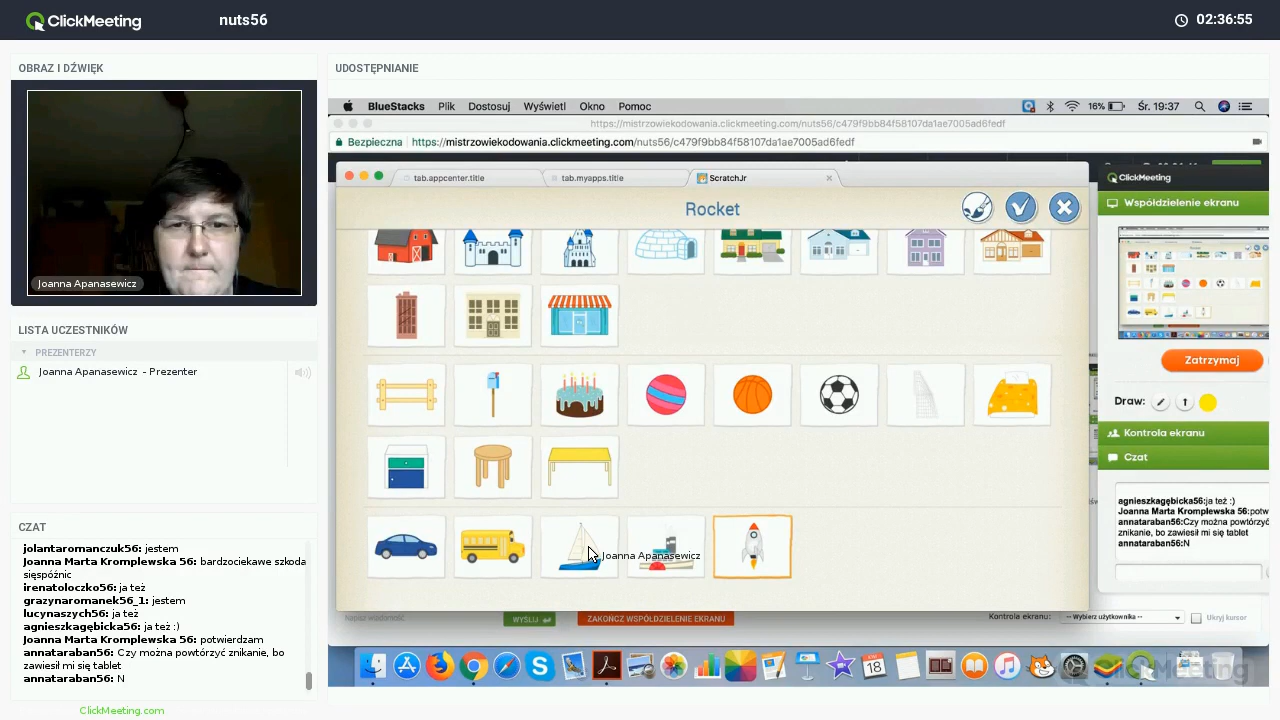 ClickMeeting
nuts56
02:36:55
OBRAZ I DŹWIĘK
Joanna Apanasewicz
LISTA UCZESTNIKÓW
PREZENTERZY
Joanna Apanasewicz - Prezenter
CZAT
jolantaromanczuk56: jestem
Joanna Marta Kromplewska 56: bardzociekawe szkoda
sięspóźnic
irenatoloczko56: ja też
grazynaromanek56_1: jestem
lucynaszych56: ja też
agnieszkagębicka56: ja też :)
Joanna Marta Kromplewska 56: potwierdzam
annataraban56: Czy można powtórzyć znikanie, bo
zawiesił mi się tablet
annataraban56: N
ClickMeeting.com
UDOSTĘPNIANIE
BlueStacks Plik Dostosuj Wyświetl Okno Pomoc
16% Śr. 19:37
https://mistrzowiekodowania.clickmeeting.com/nuts56/c479f9bb84f58107da1ae7005ad6fedf
Bezpieczna https://mistrzowiekodowania.clickmeeting.com/nuts56/c479f9bb84f58107da1ae7005ad6fedf
tab.appcenter.title tab.myapps.title ScratchJr
Rocket
Joanna Apanasewicz
ClickMeeting
Współdzielenie ekranu
Zatrzymaj
Draw:
Kontrola ekranu
Czat
agnieszkagębicka56:ja też :)
Joanna Marta Kromplewska 56:potw
annataraban56:Czy można powtórzyć
bo zawiesił mi się tablet
annataraban56:N
Napisz wiadomość
WYŚLIJ
ZAKOŃCZ WSPÓŁDZIELENIE EKRANU
Kontrola ekranu:
-- Wybierz użytkownika --
Ukryj kursor
18
ClickMeeting